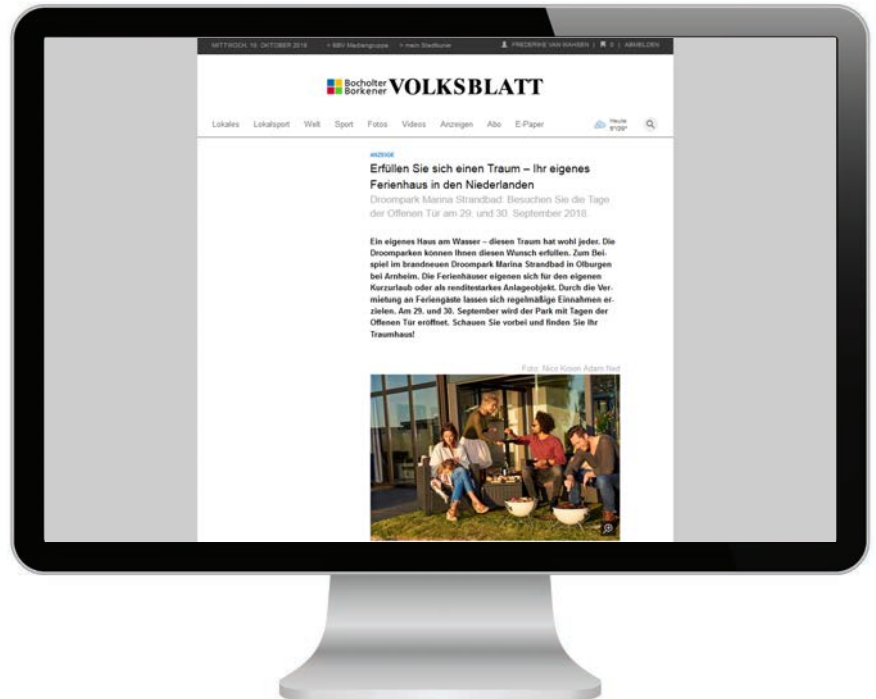 MITTWOCH, 19. OKTOBER 2018 > BBV Mediengruppe > mein Stadtkurier FREDERIKE VAN | 0 | ABMELDEN
Bocholter
Borkener VOLKSBLATT
Lokales Lokalsport Welt Sport Fotos Videos Anzeigen Abo E-Paper Heute
ANZEIGE
Erfüllen Sie sich einen Traum – Ihr eigenes
Ferienhaus in den Niederlanden
Droompark Marina Strandbad: Besuchen Sie die Tage
der Offenen Tür am 29. und 30. September 2018.
Ein eigenes Haus am Wasser – diesen Traum hat wohl jeder. Die
Droomparken können Ihnen diesen Wunsch erfüllen. Zum Bei-
spiel im brandneuen Droompark Marina Strandbad in Olburgen
bei Arnheim. Die Ferienhäuser eigenen sich für den eigenen
Kurzurlaub oder als renditestarkes Anlageobjekt. Durch die Ver-
mietung an Feriengäste lassen sich regelmäßige Einnahmen er-
zielen. Am 29. und 30. September wird der Park mit Tagen der
Offenen Tür eröffnet. Schauen Sie vorbei und finden Sie Ihr
Traumhaus!
Foto: Nice Adam